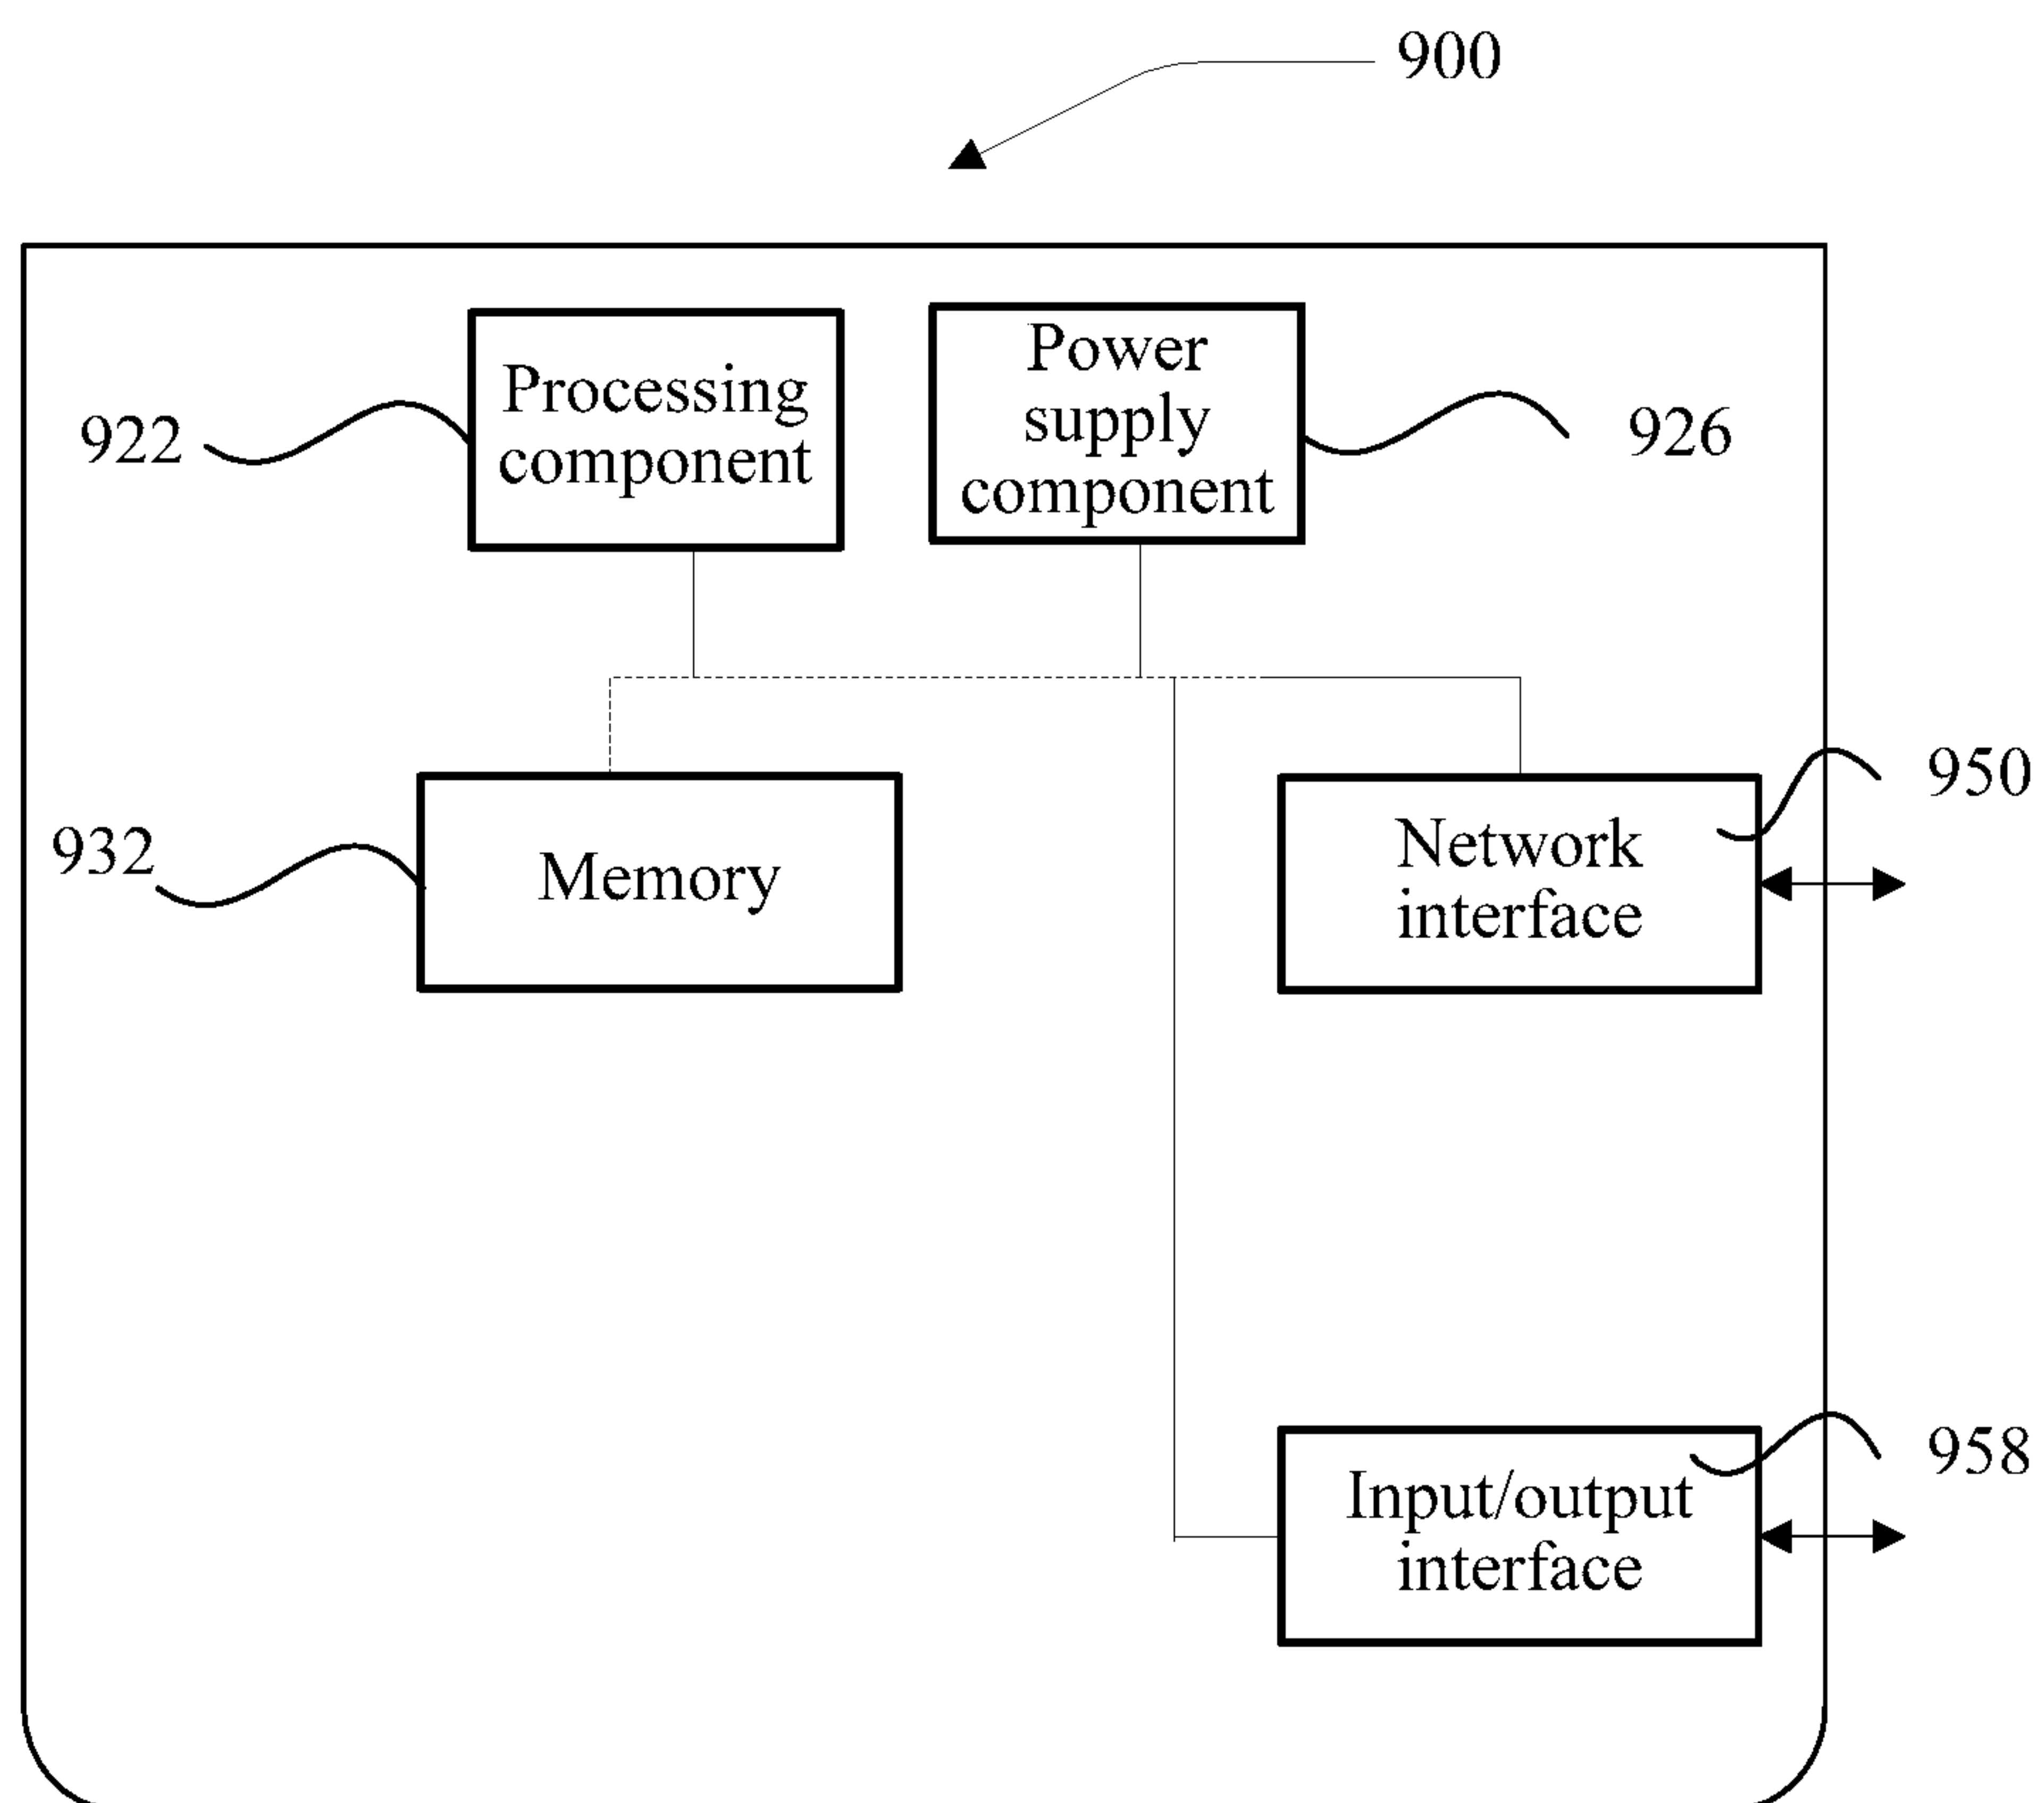 900
Processing
component
Power
supply
component
922
926
950
932
Memory
Network
interface
958
Input/output
interface